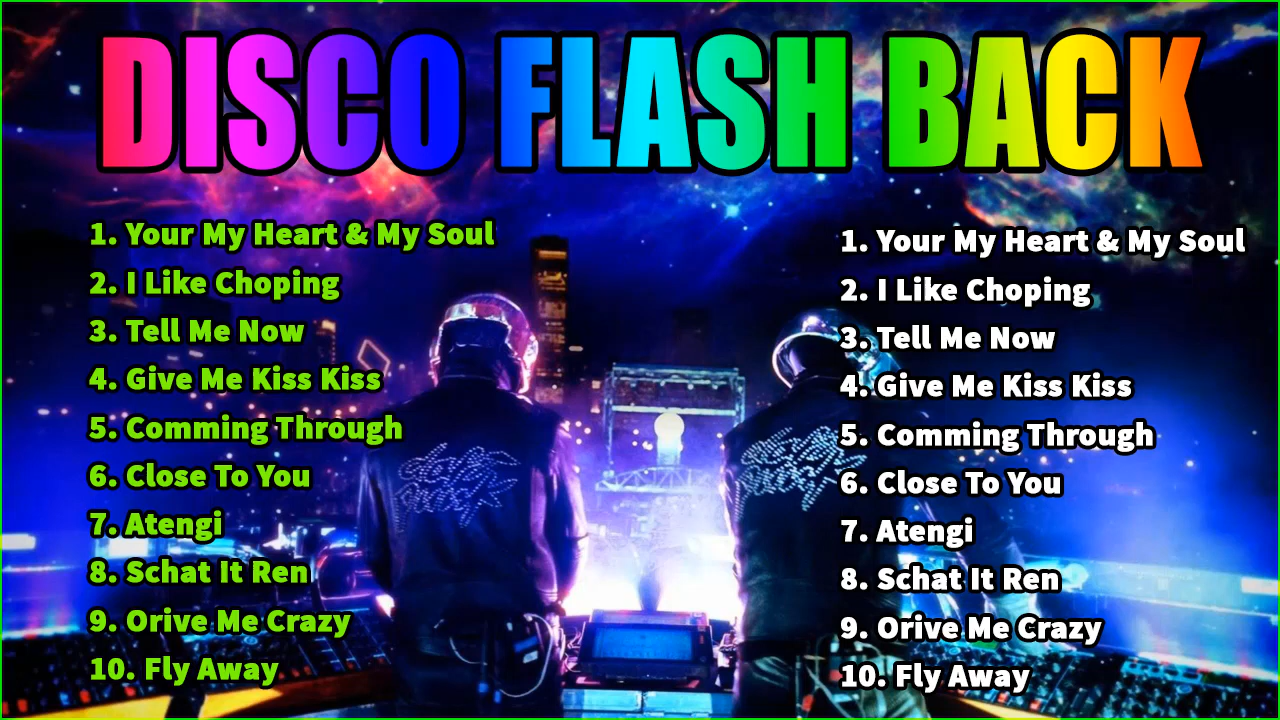 DISCO FLASH BACK
1. Your My Heart & My Soul
2. I Like Choping
3. Tell Me Now
4. Give Me Kiss Kiss
5. Comming Through
6. Close To You
7. Atengi
8. Schat It Ren
9. Orive Me Crazy
10. Fly Away
1. Your My Heart & My Soul
2. I Like Choping
3. Tell Me Now
4. Give Me Kiss Kiss
5. Comming Through
6. Close To You
7. Atengi
8. Schat It Ren
9. Orive Me Crazy
10. Fly Away
daft
punk
daft
punk